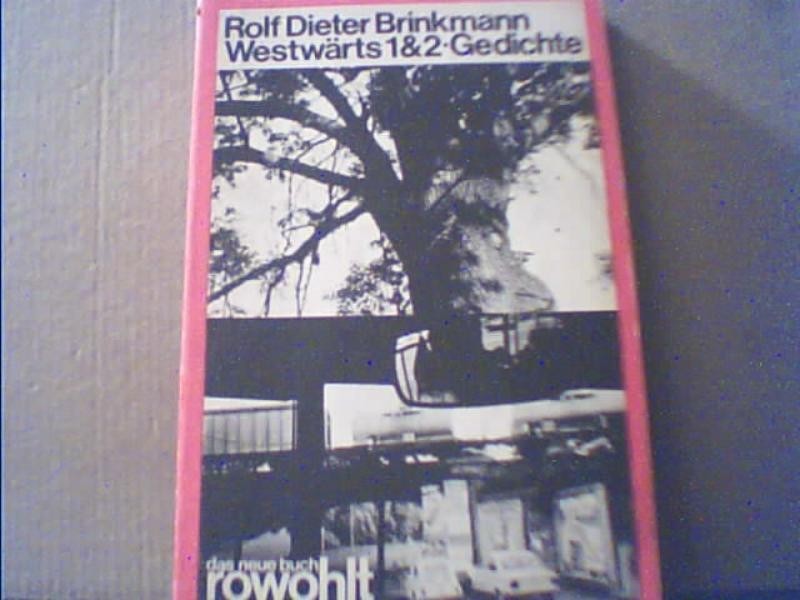 Rolf Dieter Brinkmann
Westwärts 1&2·Gedichte
das neue buch
rowohlt